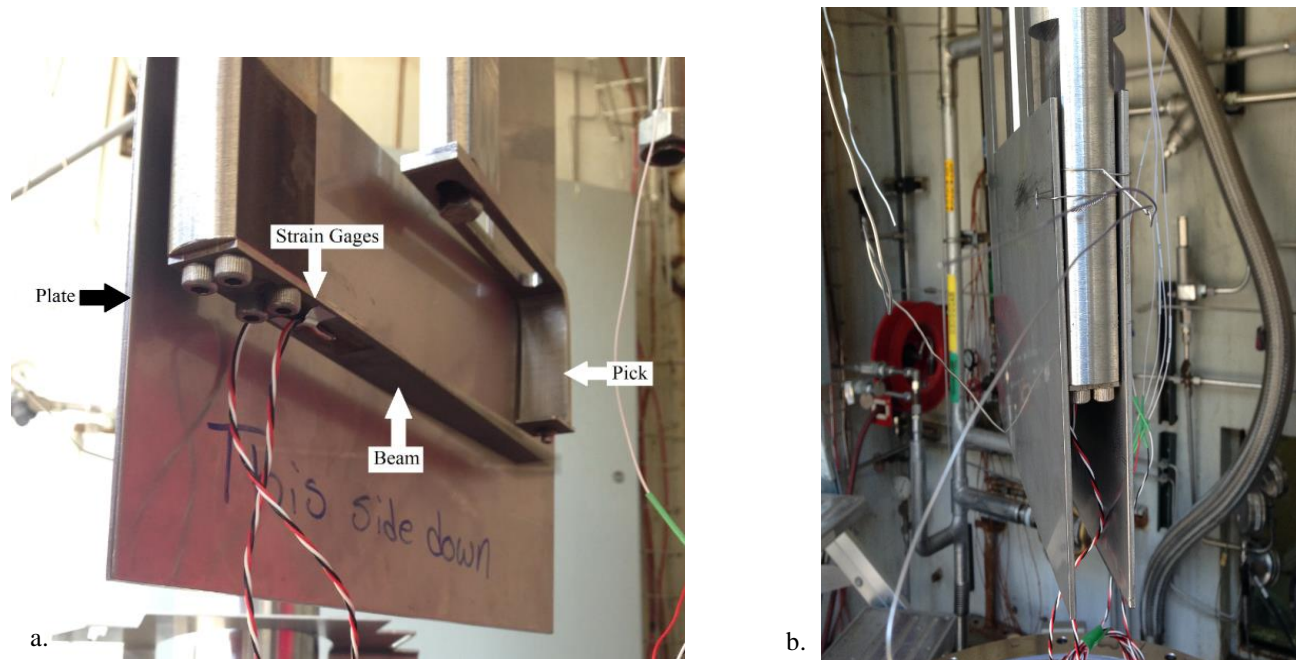 Strain Gages
Plate
Pick
Beam
This side down
a.
b.